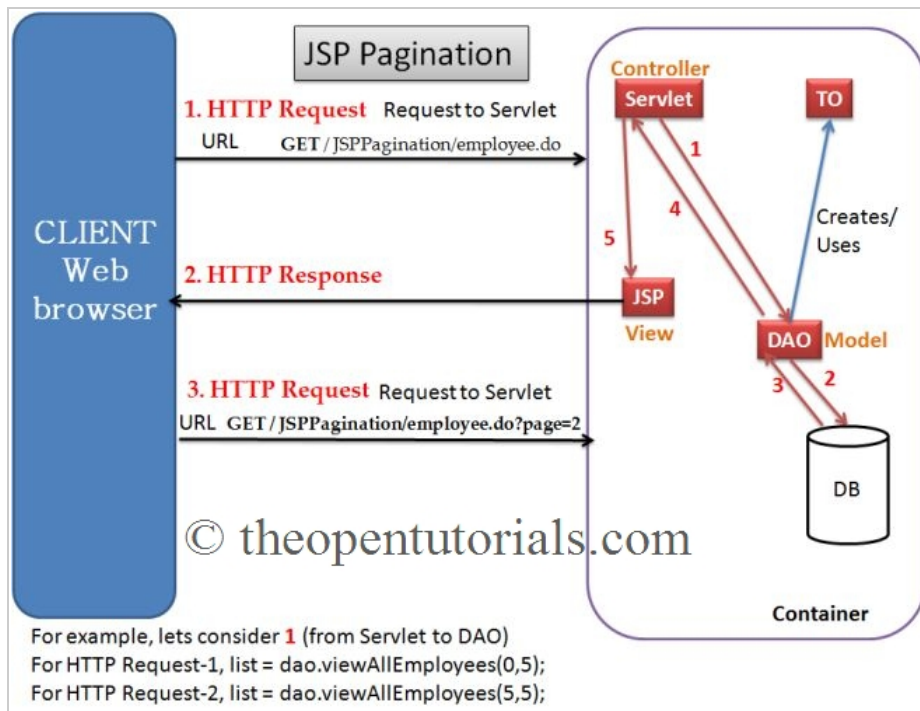 JSP Pagination
1. HTTP Request Request to Servlet
URL GET / JSPPagination/employee.do
CLIENT
Web
browser
2. HTTP Response
3. HTTP Request Request to Servlet
URL GET / JSPPagination/employee.do?page=2
Controller
Servlet
TO
1
4
5
Creates/
Uses
JSP
View
DAO Model
3
2
DB
Container
© theopentutorials.com
For example, lets consider 1 (from Servlet to DAO)
For HTTP Request-1, list = dao.viewAllEmployees(0,5);
For HTTP Request-2, list = dao.viewAllEmployees(5,5);